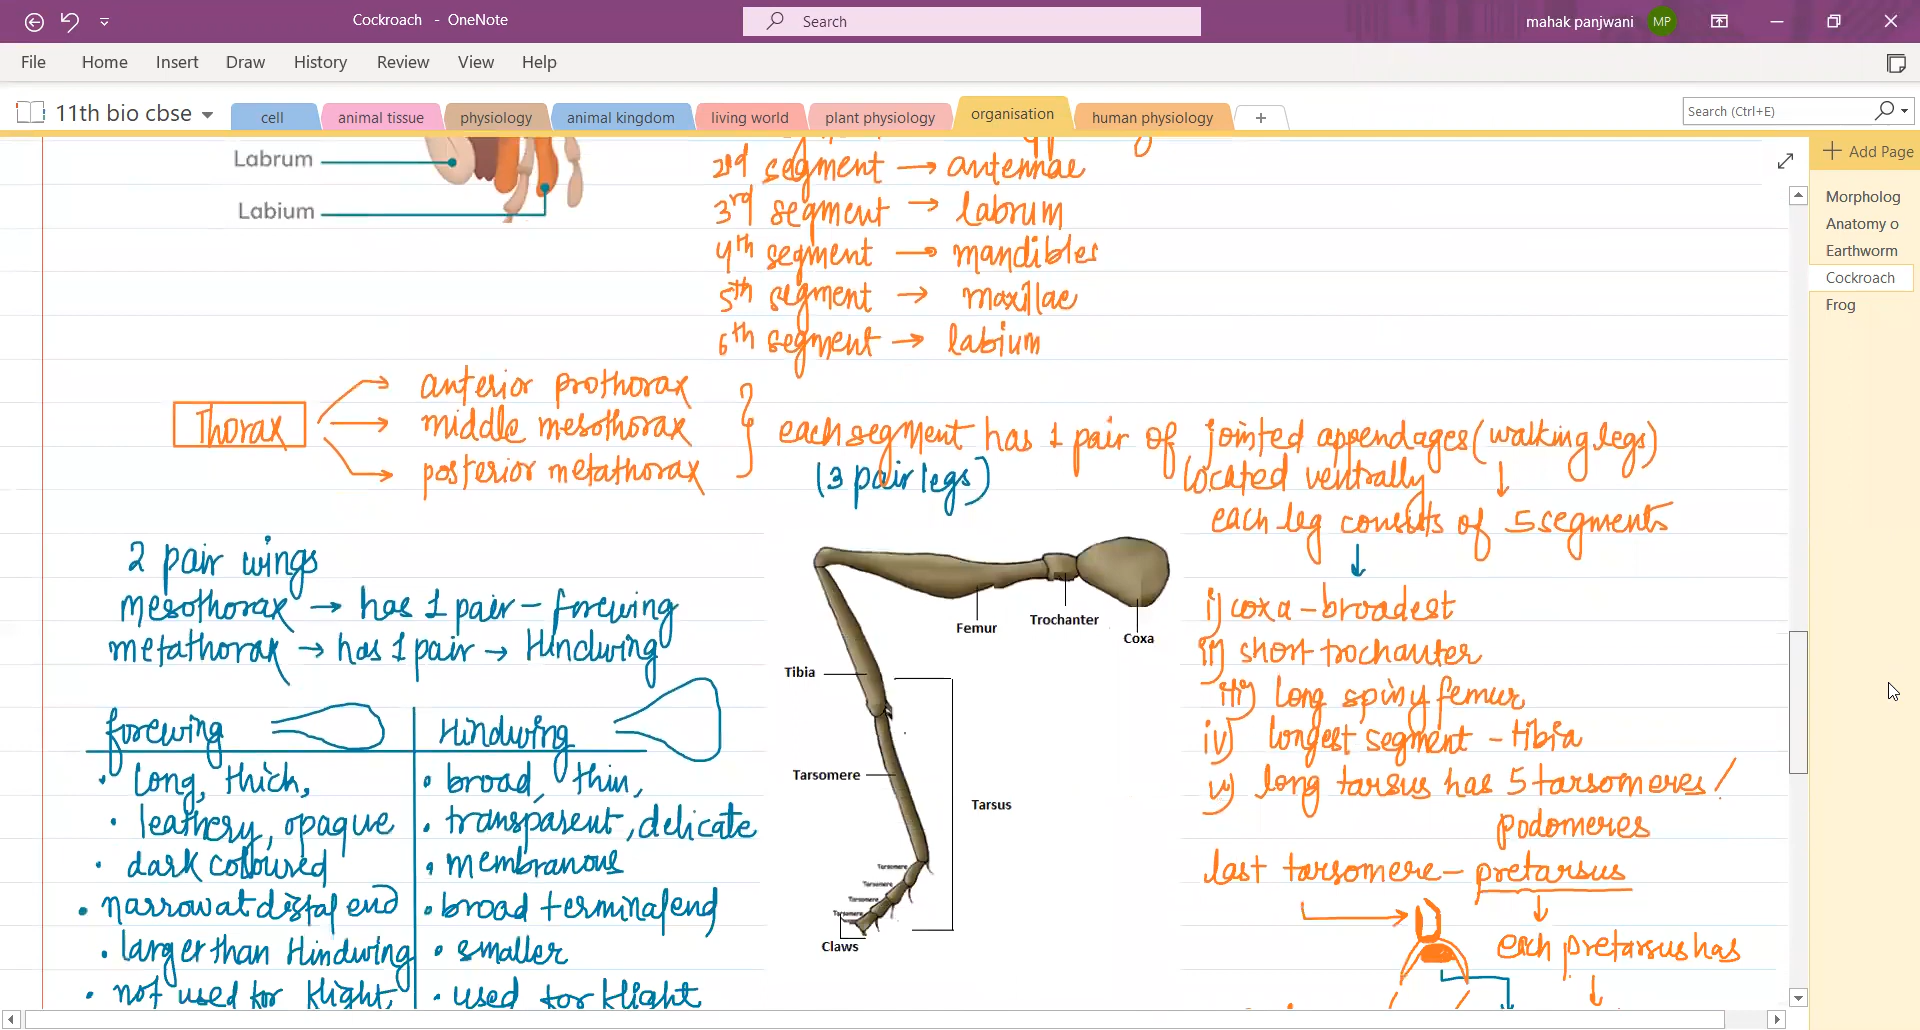 Cockroach - OneNote
Search
mahak panjwani MP
File Home Insert Draw History Review View Help
11th bio cbse
cell animal tissue physiology animal kingdom living world plant physiology organisation human physiology +
Search (Ctrl+E)
Add Page
Morpholog
Anatomy o
Earthworm
Cockroach
Frog
Labrum
Labium
2nd segment → antennae
3rd segment → labrum
4th segment → mandibles
5th segment → maxillae
6th segment → labium
Thorax
anterior prothorax
middle mesothorax
posterior metathorax
each segment has 1 pair of jointed appendages (walking legs)
(3 pair legs)
located ventrally
each leg consists of 5 segments
i) coxa - broadest
ii) short trochanter
iii) long spiny femur
iv) longest segment - tibia
v) long tarsus has 5 tarsomeres /
podomeres
last tarsomere - pretarsus
each pretarsus has
2 pair wings
mesothorax → has 1 pair - forewing
metathorax → has 1 pair → Hindwing
forewing
• long, thick,
• leathery, opaque
• dark coloured
• narrow at distal end
• larger than Hindwing
• not used for flight,
Hindwing
• broad, thin,
• transparent, delicate
• membranous
• broad terminal end
• smaller
• used for flight
Femur
Trochanter
Coxa
Tibia
Tarsomere
Tarsus
Tarsomere
Tarsomere
Tarsomere
Tarsomere
Claws